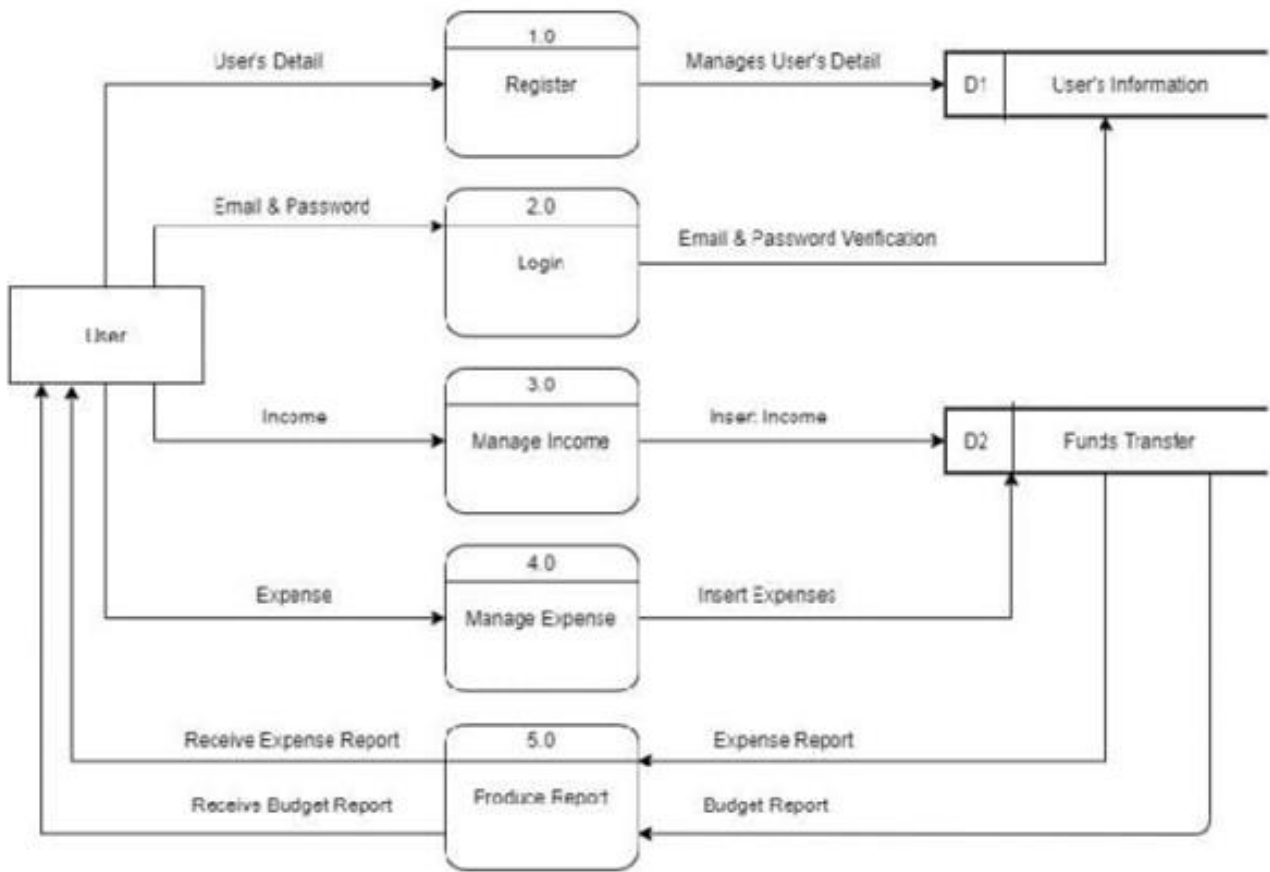 1.0
User's Detail
Manages User's Detail
Register
D1
User's Information
Email & Password
2.0
Email & Password Verification
Login
User
3.0
Income
Insert Income
Manage Income
D2
Funds Transfer
4.0
Expense
Insert Expenses
Manage Expense
Receive Expense Report
5.0
Expense Report
Receive Budget Report
Produce Report
Budget Report